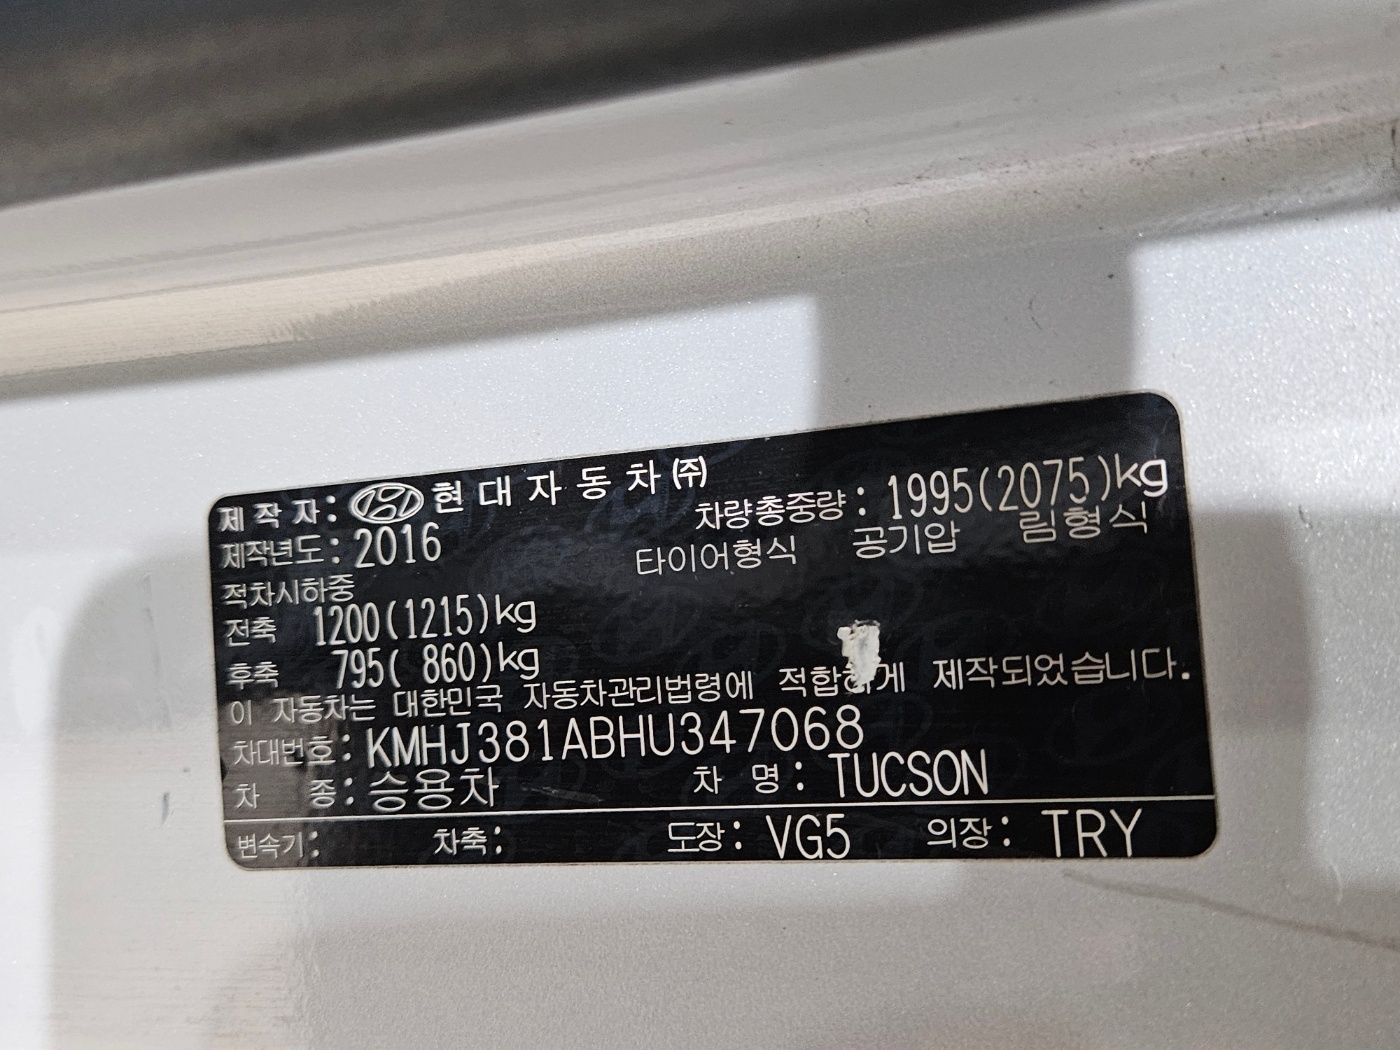 제 작 자 : HYUNDAI 현 대 자 동 차 ㈜
차량총중량 : 1995(2075)kg
제작년도 : 2016
타이어형식 공기압 림형식
적차시하중
전축 1200(1215)kg
후축 795( 860)kg
이 자동차는 대한민국 자동차관리법령에 적합하게 제작되었습니다.
차대번호 : KMHJ381ABHU347068
차 종 : 승용차 차 명 : TUCSON
변속기 : 차축 : 도장 : VG5 의장 : TRY